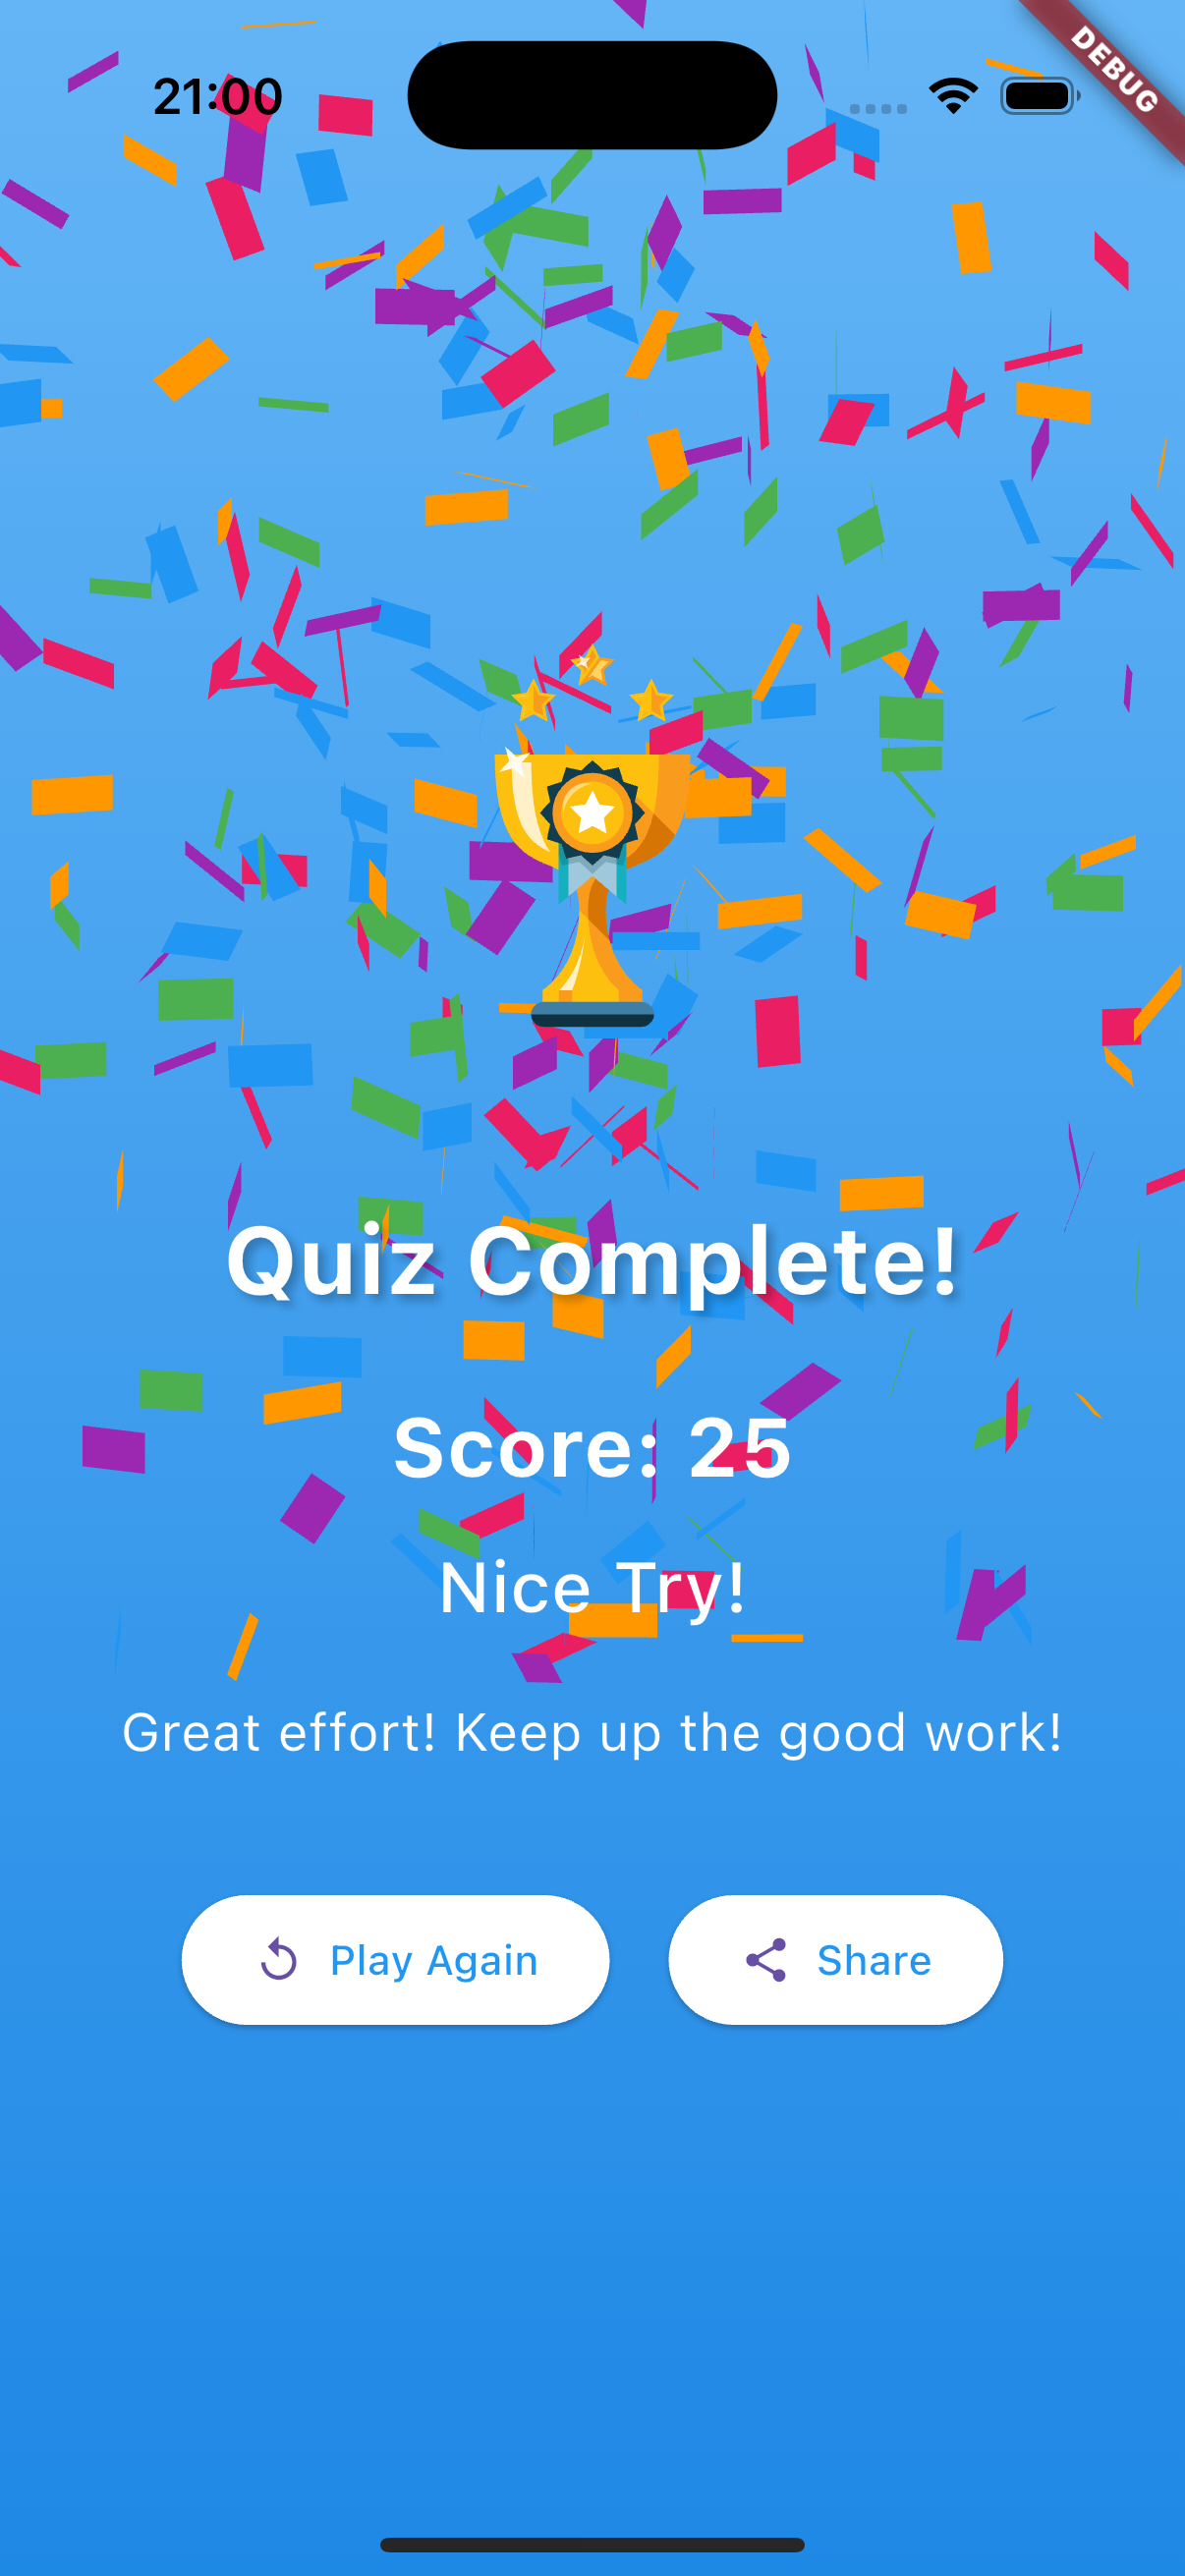 21:00
DEBUG
Quiz Complete!
Score: 25
Nice Try!
Great effort! Keep up the good work!
Play Again
Share